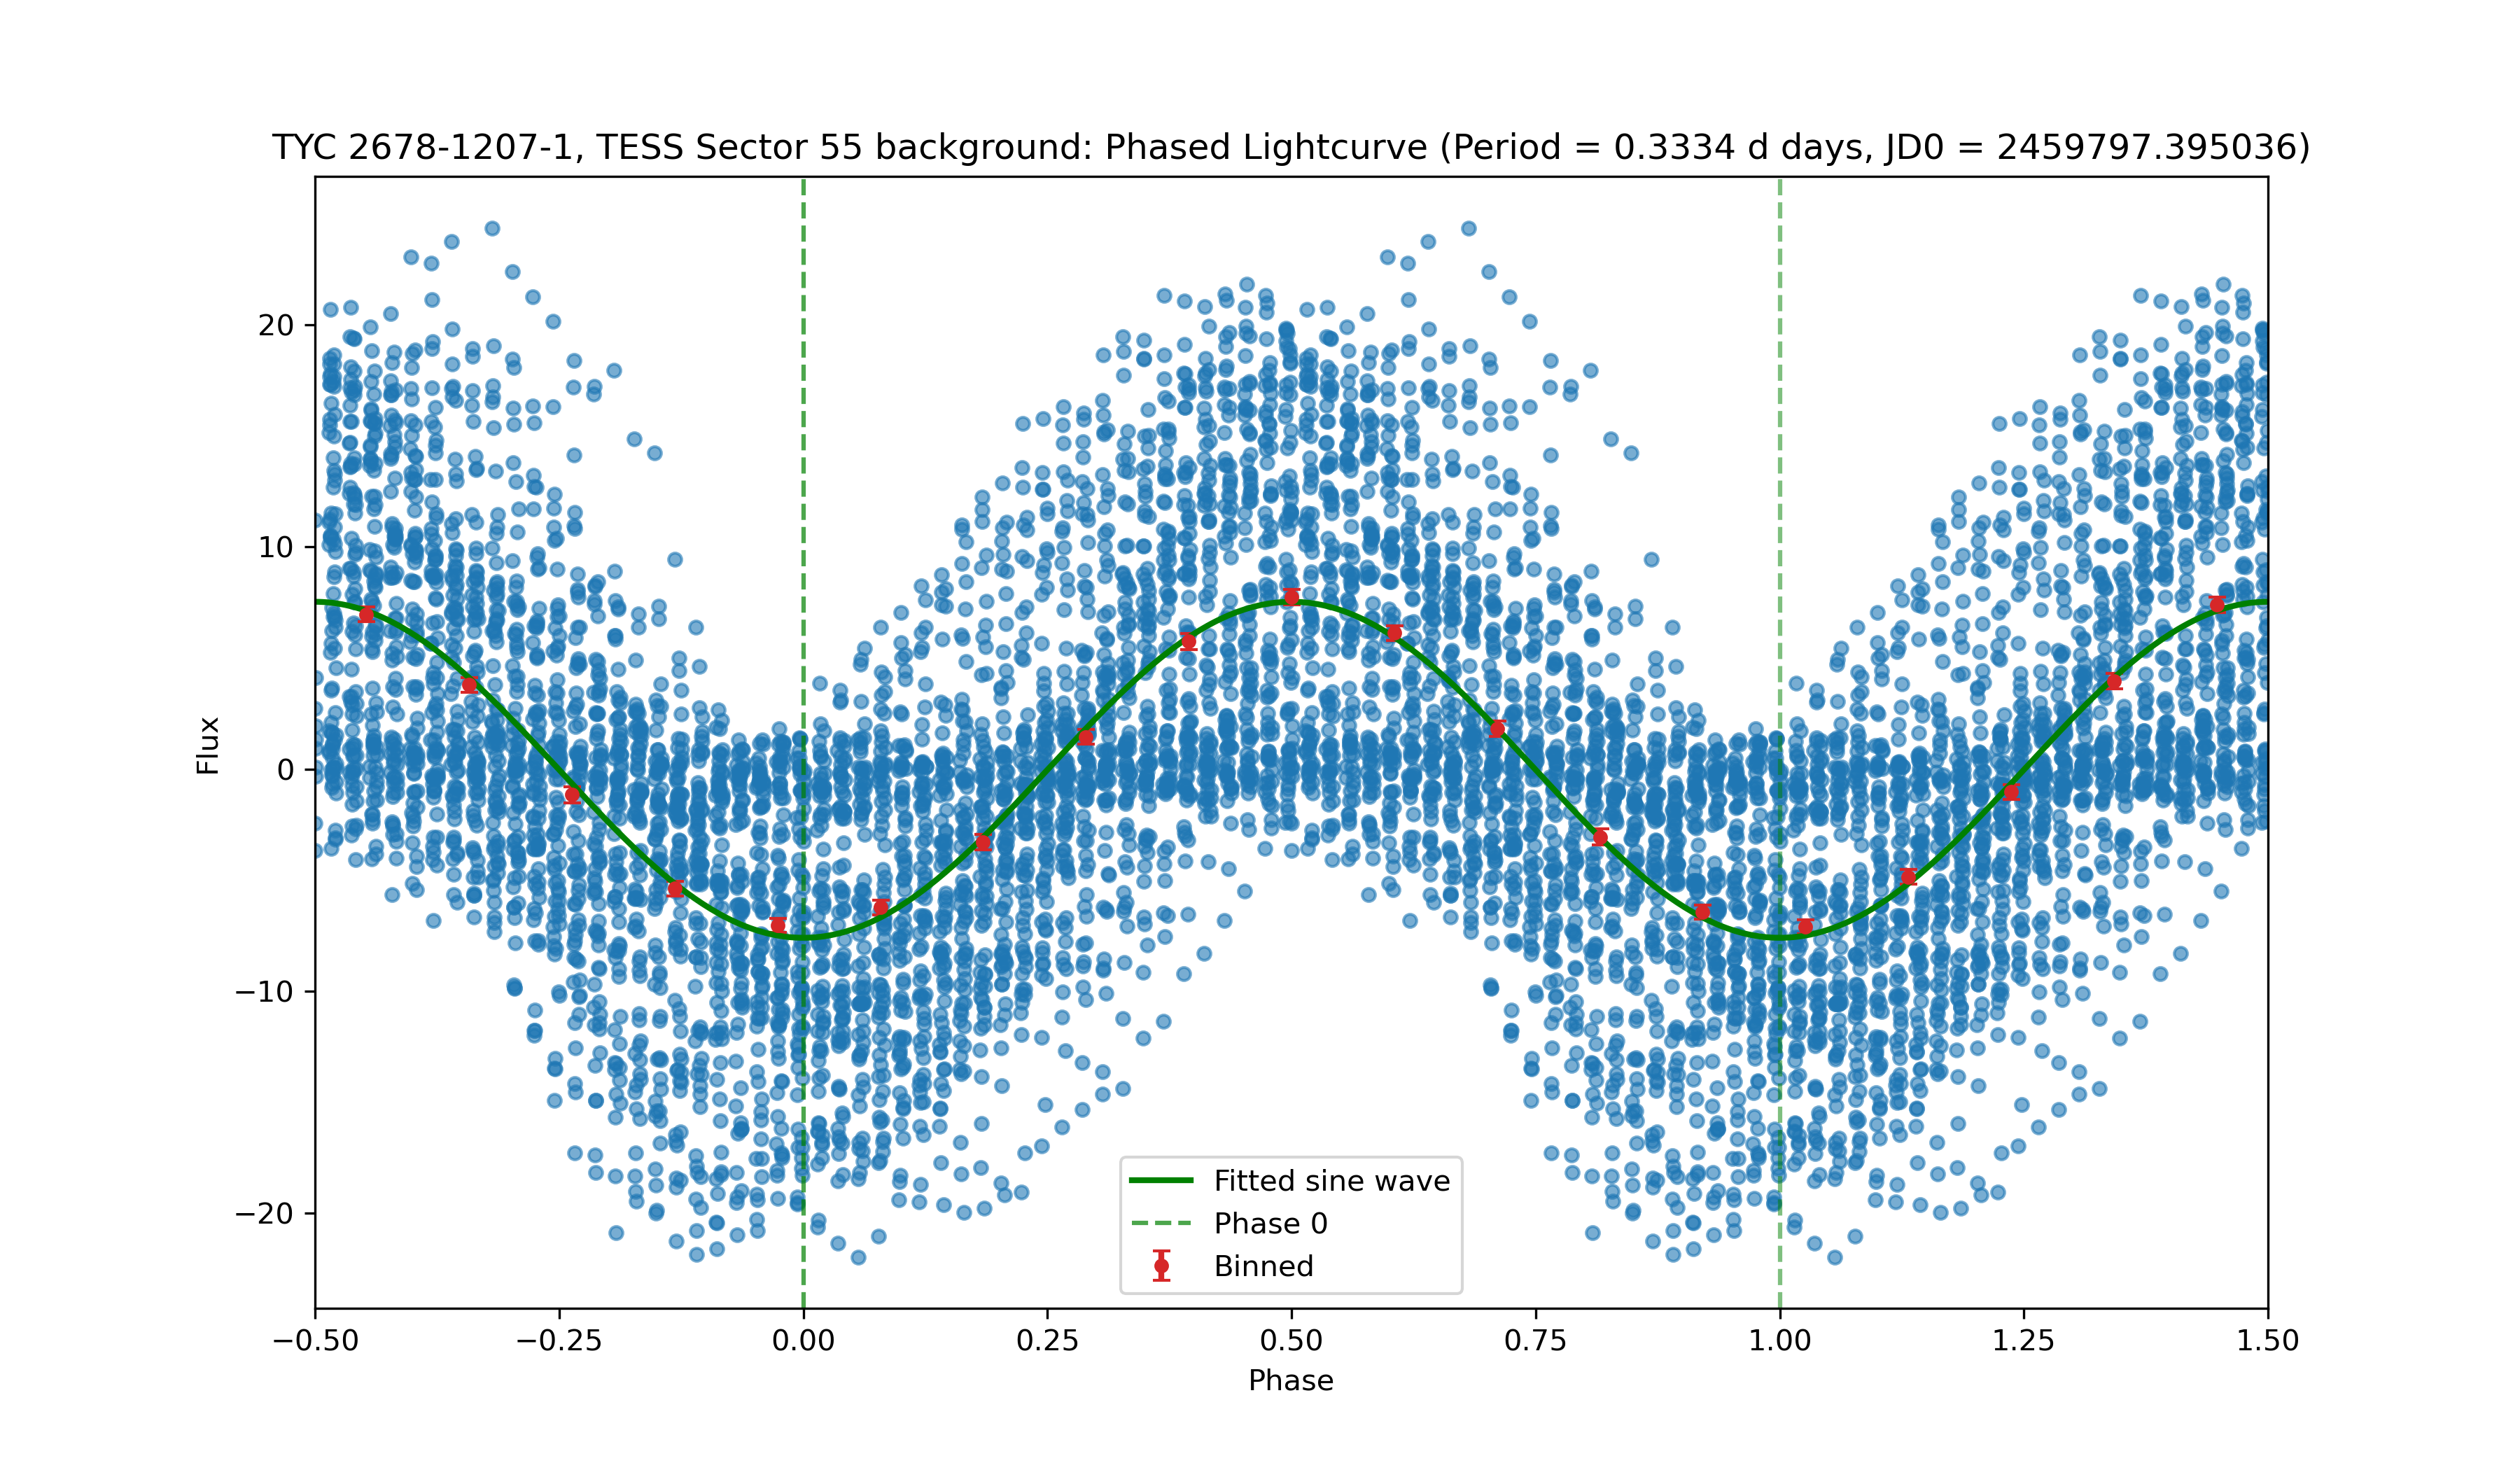 TYC 2678-1207-1, TESS Sector 55 background: Phased Lightcurve (Period = 0.3334 d days, JD0 = 2459797.395036)
Flux
20
10
0
−10
−20
Fitted sine wave
Phase 0
Binned
−0.50 −0.25 0.00 0.25 0.50 0.75 1.00 1.25 1.50
Phase